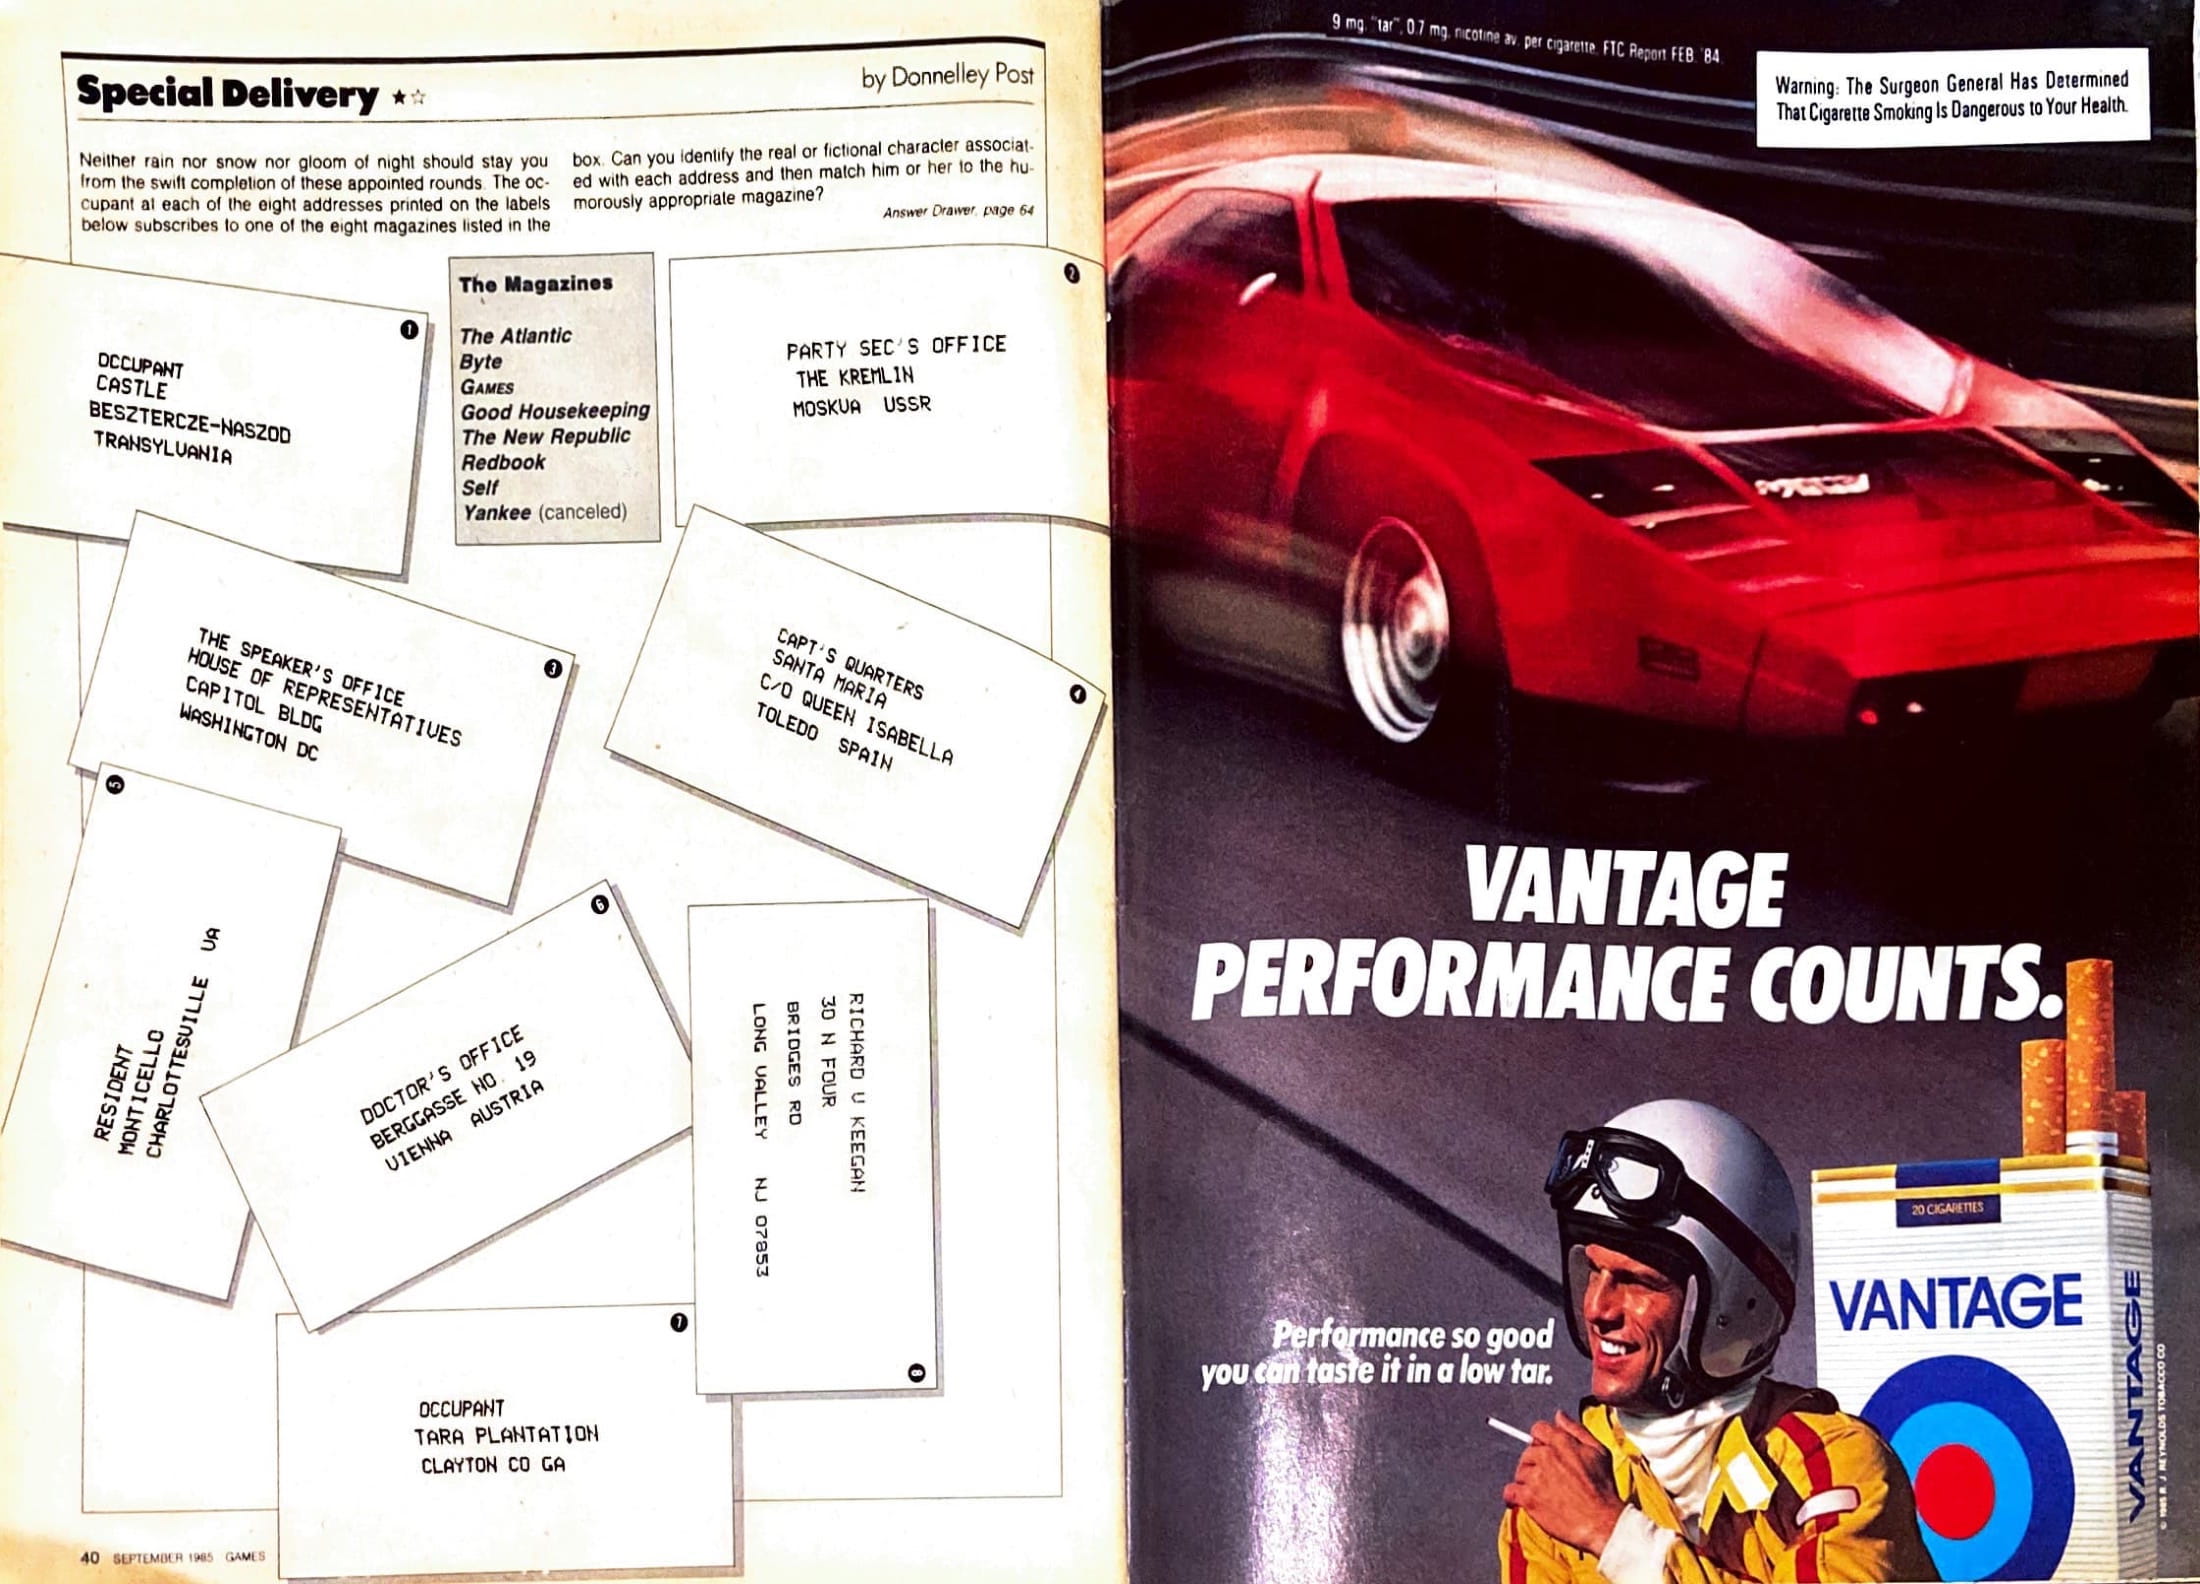 Special Delivery ★☆
by Donnelley Post
Neither rain nor snow nor gloom of night should stay you
from the swift completion of these appointed rounds. The oc-
cupant at each of the eight addresses printed on the labels
below subscribes to one of the eight magazines listed in the
box. Can you identify the real or fictional character associat-
ed with each address and then match him or her to the hu-
morously appropriate magazine?
Answer Drawer, page 64
1
OCCUPANT
CASTLE
BESZTERCZE-NASZOD
TRANSYLVANIA
The Magazines
The Atlantic
Byte
GAMES
Good Housekeeping
The New Republic
Redbook
Self
Yankee (canceled)
2
PARTY SEC'S OFFICE
THE KREMLIN
MOSKVA USSR
3
THE SPEAKER'S OFFICE
HOUSE OF REPRESENTATIVES
CAPITOL BLDG
WASHINGTON DC
4
CAPT'S QUARTERS
SANTA MARIA
C/O QUEEN ISABELLA
TOLEDO SPAIN
5
RESIDENT
MONTICELLO
CHARLOTTESVILLE VA
6
DOCTOR'S OFFICE
BERGGASSE NO. 19
VIENNA AUSTRIA
8
RICHARD V KEEGAN
30 N FOUR
BRIDGES RD
LONG VALLEY NJ 07853
7
OCCUPANT
TARA PLANTATION
CLAYTON CO GA
40 SEPTEMBER 1985 GAMES
9 mg. "tar", 0.7 mg. nicotine av. per cigarette, FTC Report FEB. '84.
Warning: The Surgeon General Has Determined
That Cigarette Smoking Is Dangerous to Your Health.
VANTAGE
PERFORMANCE COUNTS.
20 CIGARETTES
VANTAGE
VANTAGE
Performance so good
you can taste it in a low tar.
© 1985 R. J. REYNOLDS TOBACCO CO.